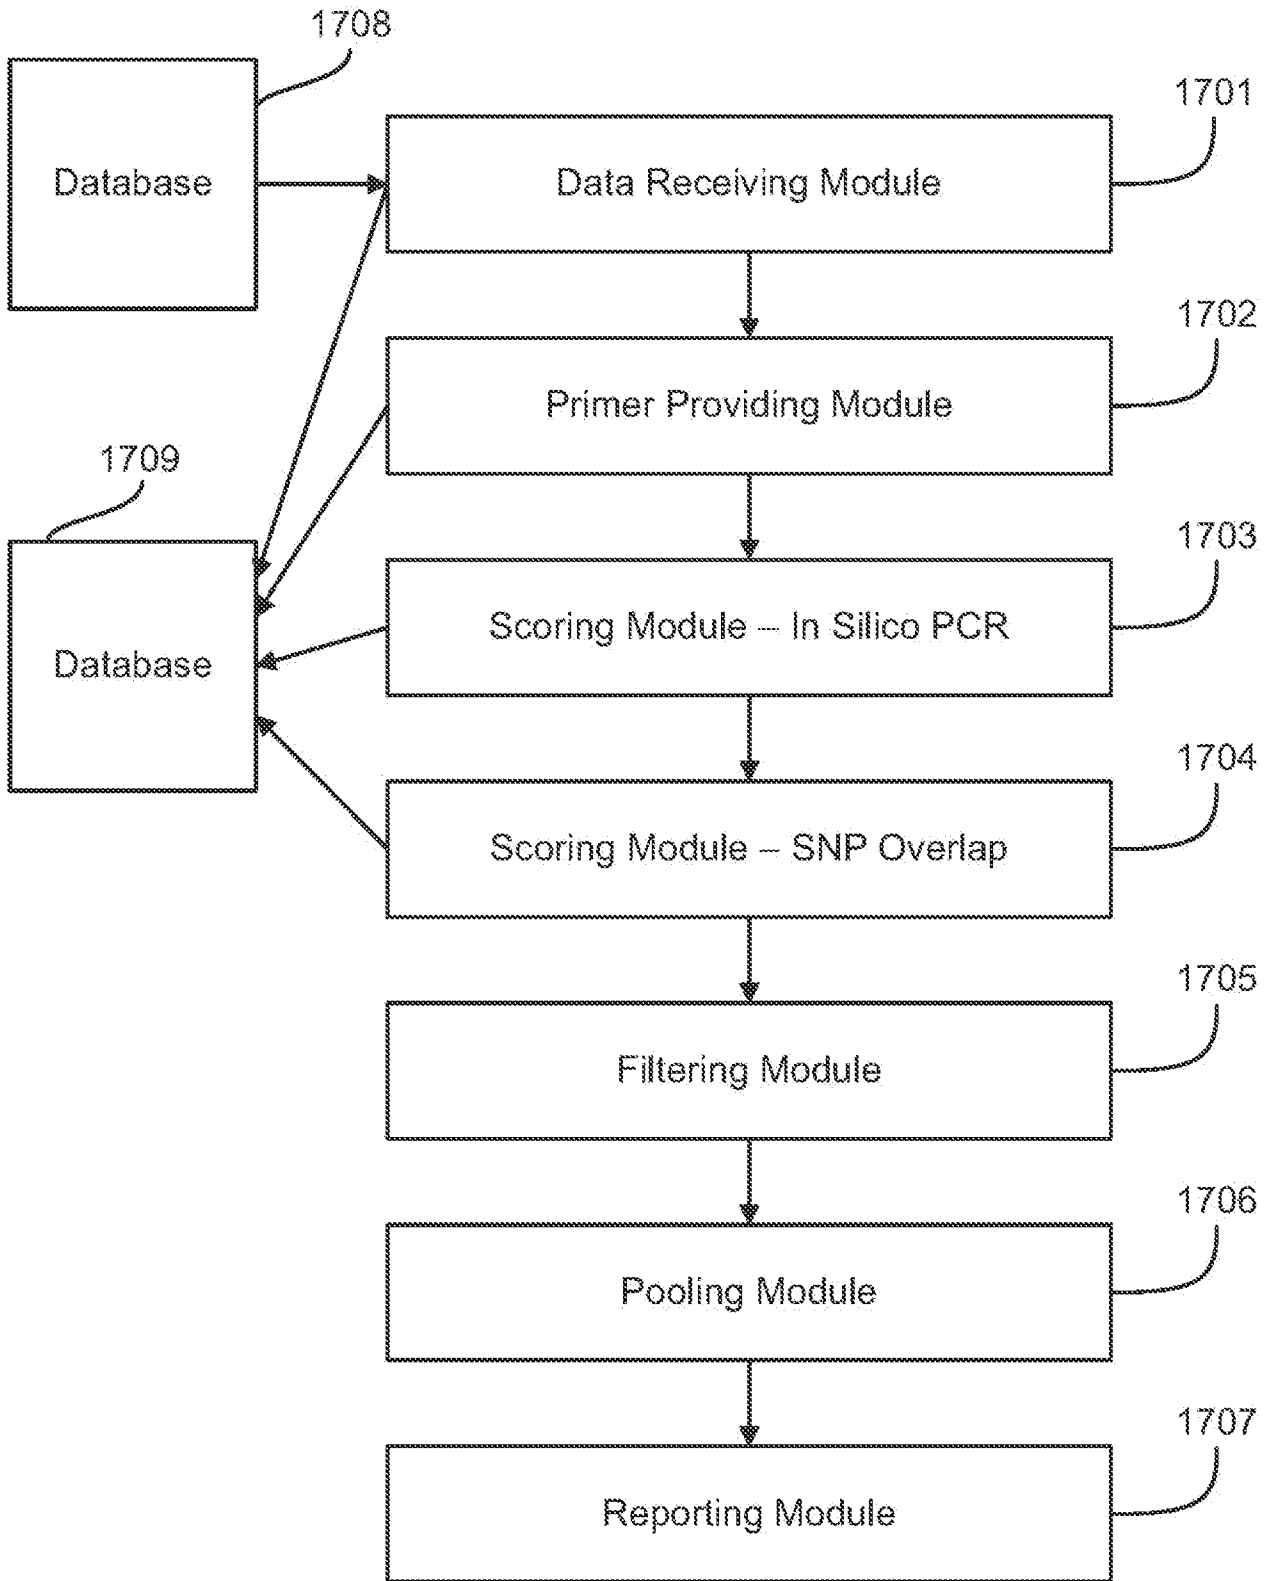 1708
Database
1701
Data Receiving Module
1702
Primer Providing Module
1709
Database
1703
Scoring Module – In Silico PCR
1704
Scoring Module – SNP Overlap
1705
Filtering Module
1706
Pooling Module
1707
Reporting Module